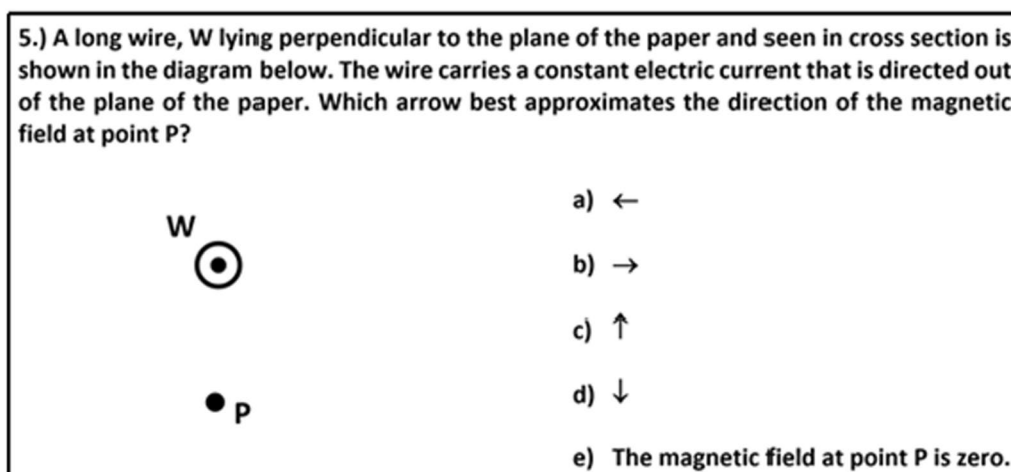 5.) A long wire, W lying perpendicular to the plane of the paper and seen in cross section is
shown in the diagram below. The wire carries a constant electric current that is directed out
of the plane of the paper. Which arrow best approximates the direction of the magnetic
field at point P?
W
P
a) ←
b) →
c) ↑
d) ↓
e) The magnetic field at point P is zero.